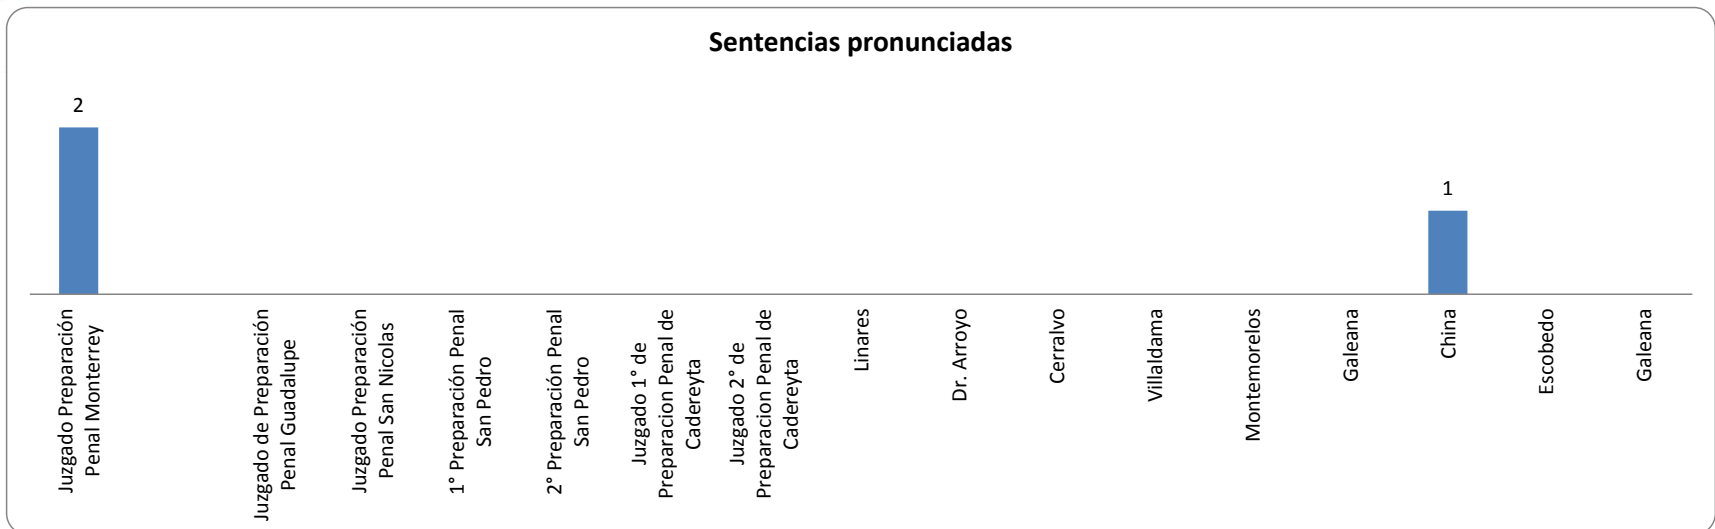 Sentencias pronunciadas
2
1
Juzgado Preparación
Penal Monterrey
Juzgado de Preparación
Penal Guadalupe
Juzgado Preparación
Penal San Nicolas
1° Preparación Penal
San Pedro
2° Preparación Penal
San Pedro
Juzgado 1° de
Preparacion Penal de
Cadereyta
Juzgado 2° de
Preparacion Penal de
Cadereyta
Linares
Dr. Arroyo
Cerralvo
Villaldama
Montemorelos
Galeana
China
Escobedo
Galeana